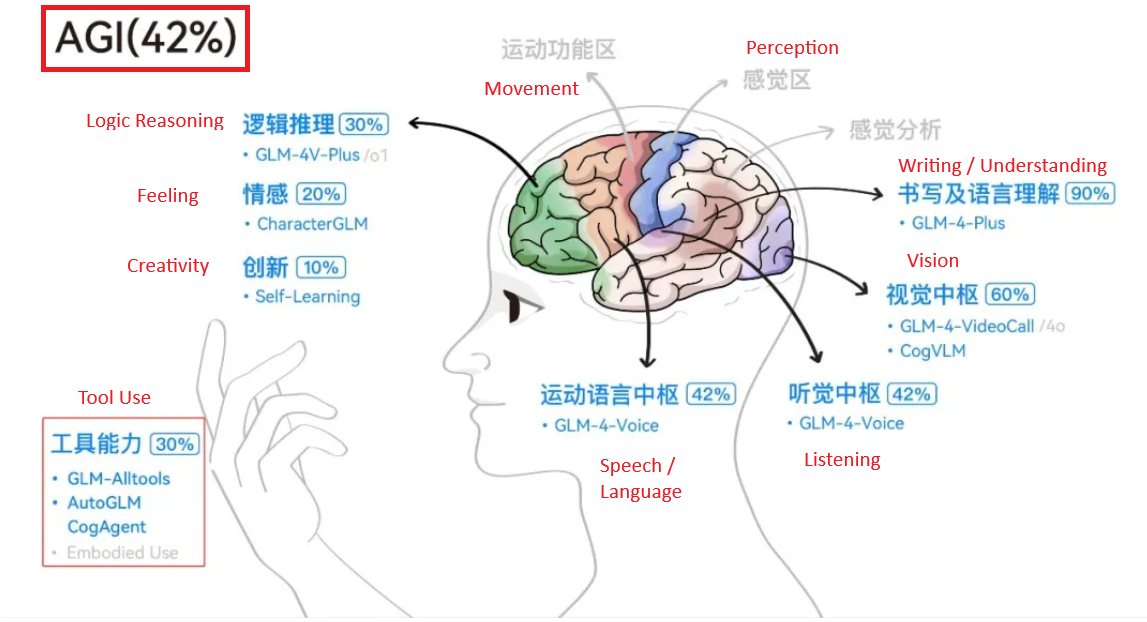 AGI(42%)
运动功能区
Movement
Perception
感觉区
感觉分析
Logic Reasoning
逻辑推理 30%
• GLM-4V-Plus /o1
Feeling
情感 20%
• CharacterGLM
Creativity
创新 10%
• Self-Learning
Writing / Understanding
书写及语言理解 90%
• GLM-4-Plus
Vision
视觉中枢 60%
• GLM-4-VideoCall /4o
• CogVLM
运动语言中枢 42%
• GLM-4-Voice
Speech /
Language
听觉中枢 42%
• GLM-4-Voice
Listening
Tool Use
工具能力 30%
• GLM-Alltools
• AutoGLM
CogAgent
• Embodied Use